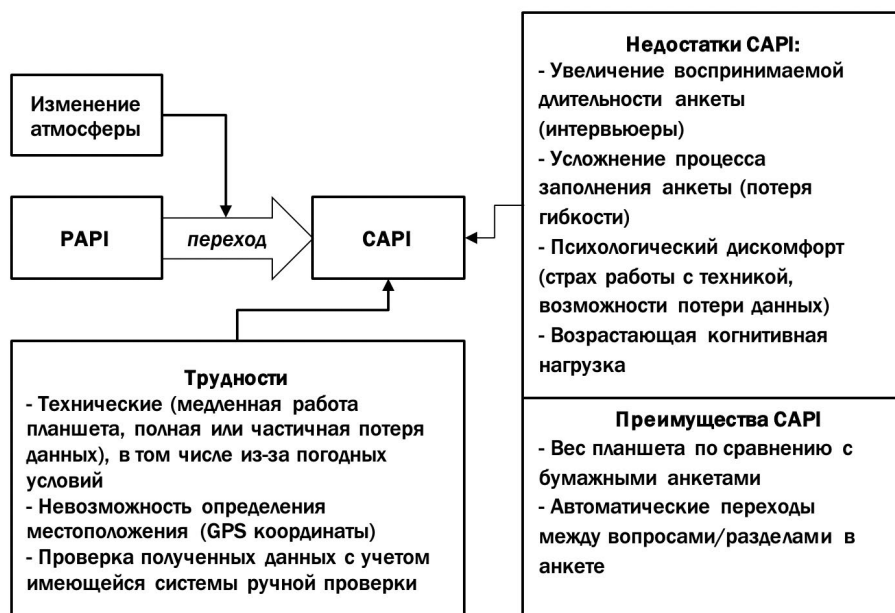 Изменение
атмосферы
PAPI
переход
CAPI
Трудности
- Технические (медленная работа
планшета, полная или частичная потеря
данных), в том числе из-за погодных
условий
- Невозможность определения
местоположения (GPS координаты)
- Проверка полученных данных с учетом
имеющейся системы ручной проверки
Недостатки CAPI:
- Увеличение воспринимаемой
длительности анкеты
(интервьюеры)
- Усложнение процесса
заполнения анкеты (потеря
гибкости)
- Психологический дискомфорт
(страх работы с техникой,
возможности потери данных)
- Возрастающая когнитивная
нагрузка
Преимущества CAPI
- Вес планшета по сравнению с
бумажными анкетами
- Автоматические переходы
между вопросами/разделами в
анкете